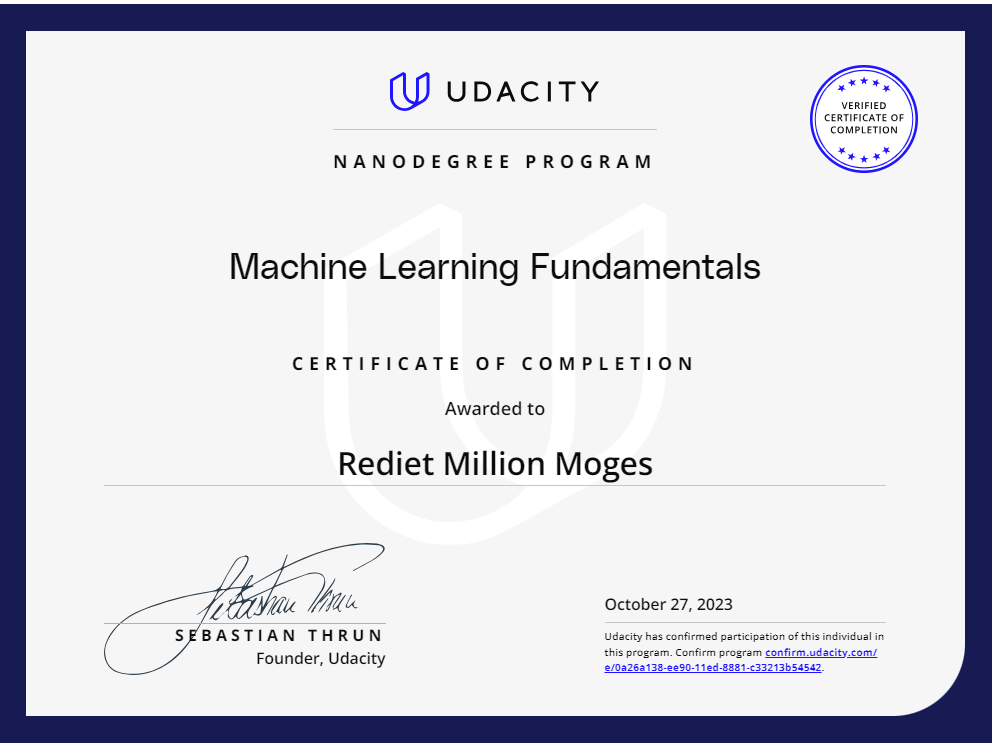 UDACITY
VERIFIED
CERTIFICATE OF
COMPLETION
NANODEGREE PROGRAM
Machine Learning Fundamentals
CERTIFICATE OF COMPLETION
Awarded to
Rediet Million Moges
Sebastian Thrun
SEBASTIAN THRUN
Founder, Udacity
October 27, 2023
Udacity has confirmed participation of this individual in
this program. Confirm program confirm.udacity.com/
e/0a26a138-ee90-11ed-8881-c33213b54542.